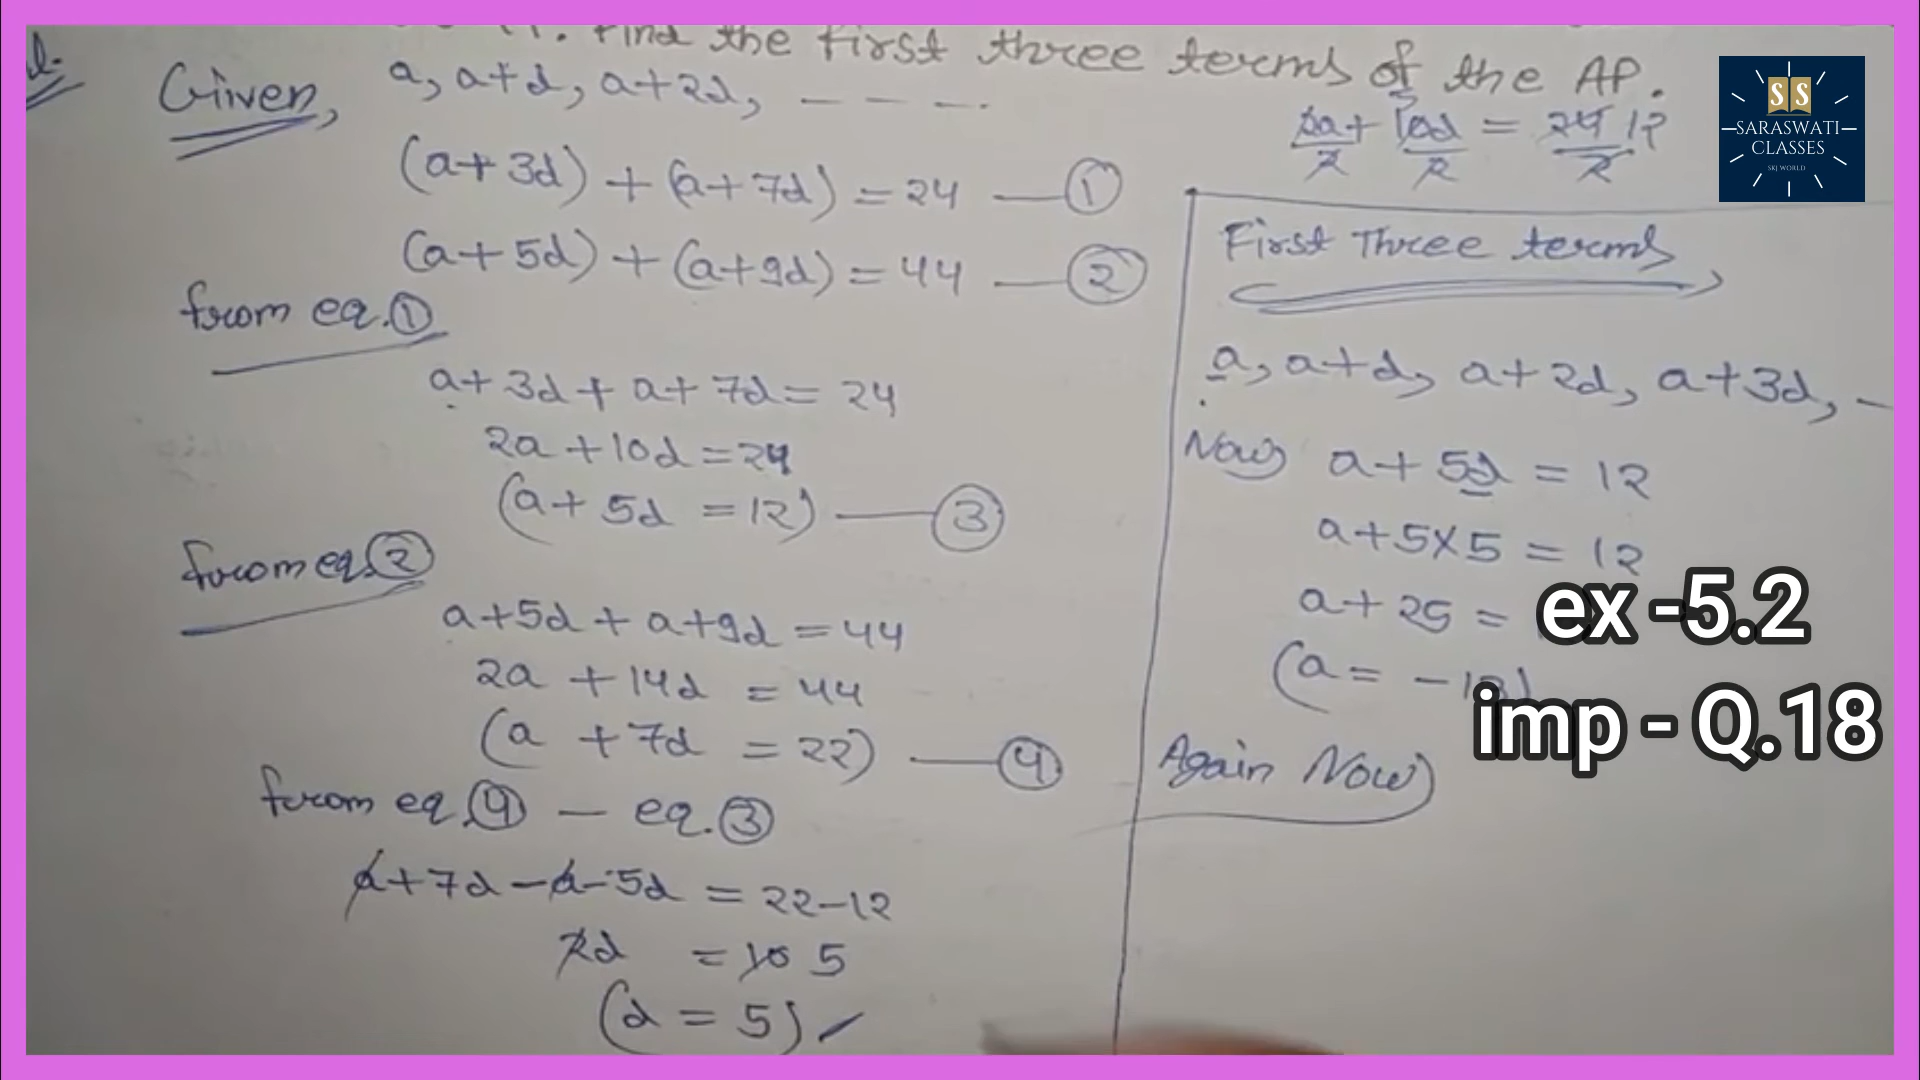 Find the first three terms of the AP.
Given, a, a+d, a+2d, - - - -.
(a+3d) + (a+7d) = 24 — ①
(a+5d) + (a+9d) = 44 — ②
from eq.①
a+3d+a+7d = 24
2a+10d = 24
(a+5d = 12) — ③
from eq.②
a+5d+a+9d = 44
2a +14d = 44
(a +7d = 22) — ④
from eq.④ — eq.③
a+7d-a-5d = 22-12
2d = 10 5
(d = 5)
2a/2 + 10d/2 = 24/2 12
First Three terms
a, a+d, a+2d, a+3d, -
Now a+5d = 12
a+5×5 = 12
a+25 =
(a = -13)
Again Now
SS
SARASWATI
CLASSES
SKJ WORLD
ex -5.2
imp - Q.18